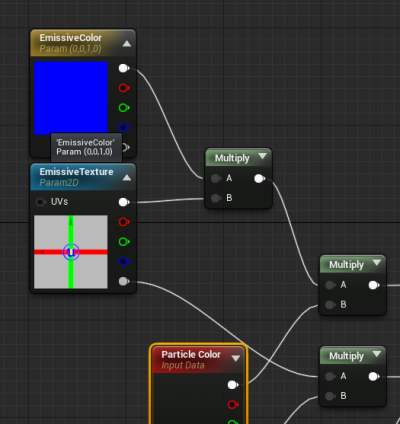 EmissiveColor
Param (0,0,1,0)
'EmissiveColor'
Param (0,0,1,0)
EmissiveTexture
Param2D
UVs
Multiply
A
B
Multiply
A
B
Particle Color
Input Data
Multiply
A
B